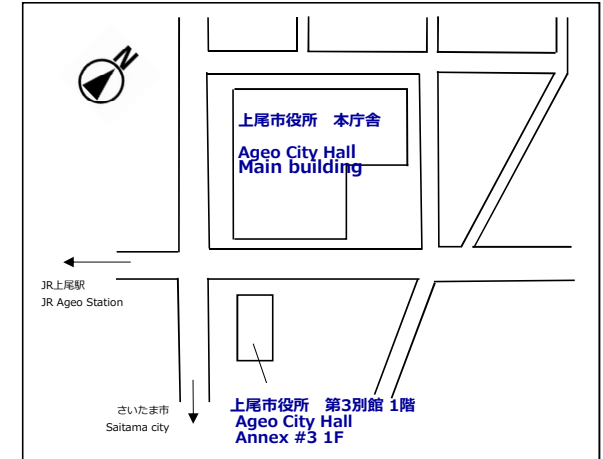 N
上尾市役所　本庁舎
Ageo City Hall
Main building
JR上尾駅
JR Ageo Station
さいたま市
Saitama city
上尾市役所　第3別館 1階
Ageo City Hall
Annex #3 1F